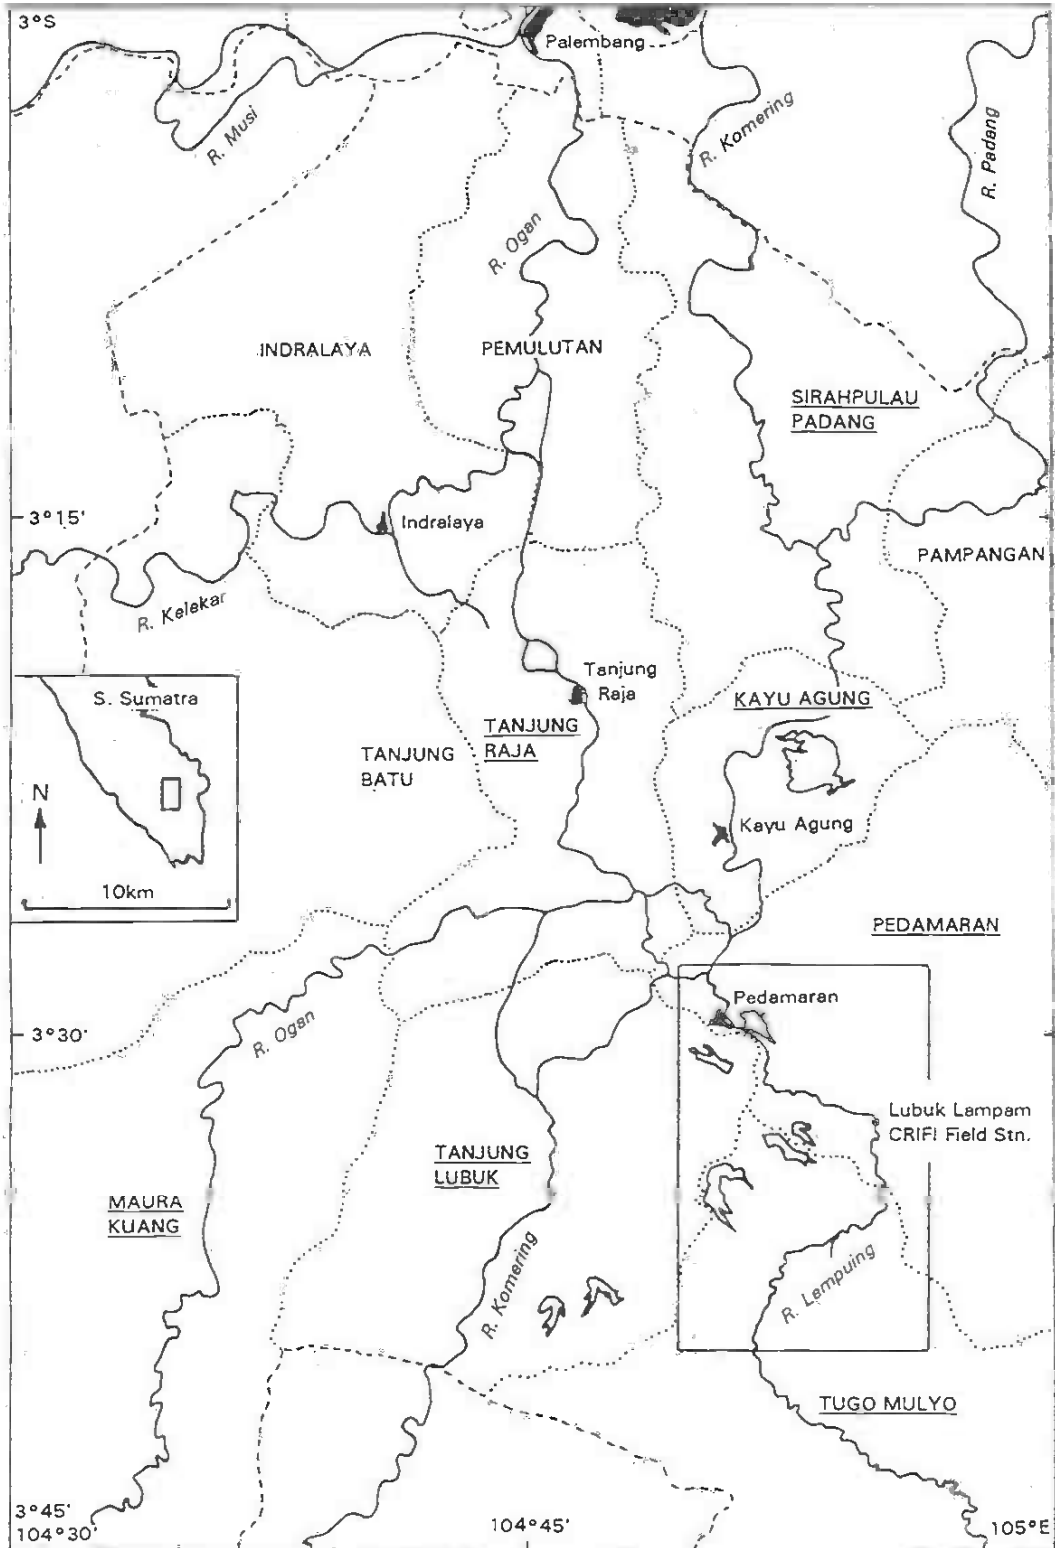 3°S
Palembang
R. Musi
R. Komering
R. Padang
R. Ogan
INDRALAYA
PEMULUTAN
SIRAHPULAU
PADANG
3°15'
Indralaya
PAMPANGAN
R. Kelekar
S. Sumatra
Tanjung
Raja
KAYU AGUNG
TANJUNG
RAJA
TANJUNG
BATU
N
Kayu Agung
10km
PEDAMARAN
Pedamaran
3°30'
R. Ogan
Lubuk Lampam
CRIFI Field Stn.
TANJUNG
LUBUK
MAURA
KUANG
R. Komering
R. Lempuing
TUGO MULYO
3°45'
104°30'
104°45'
105°E